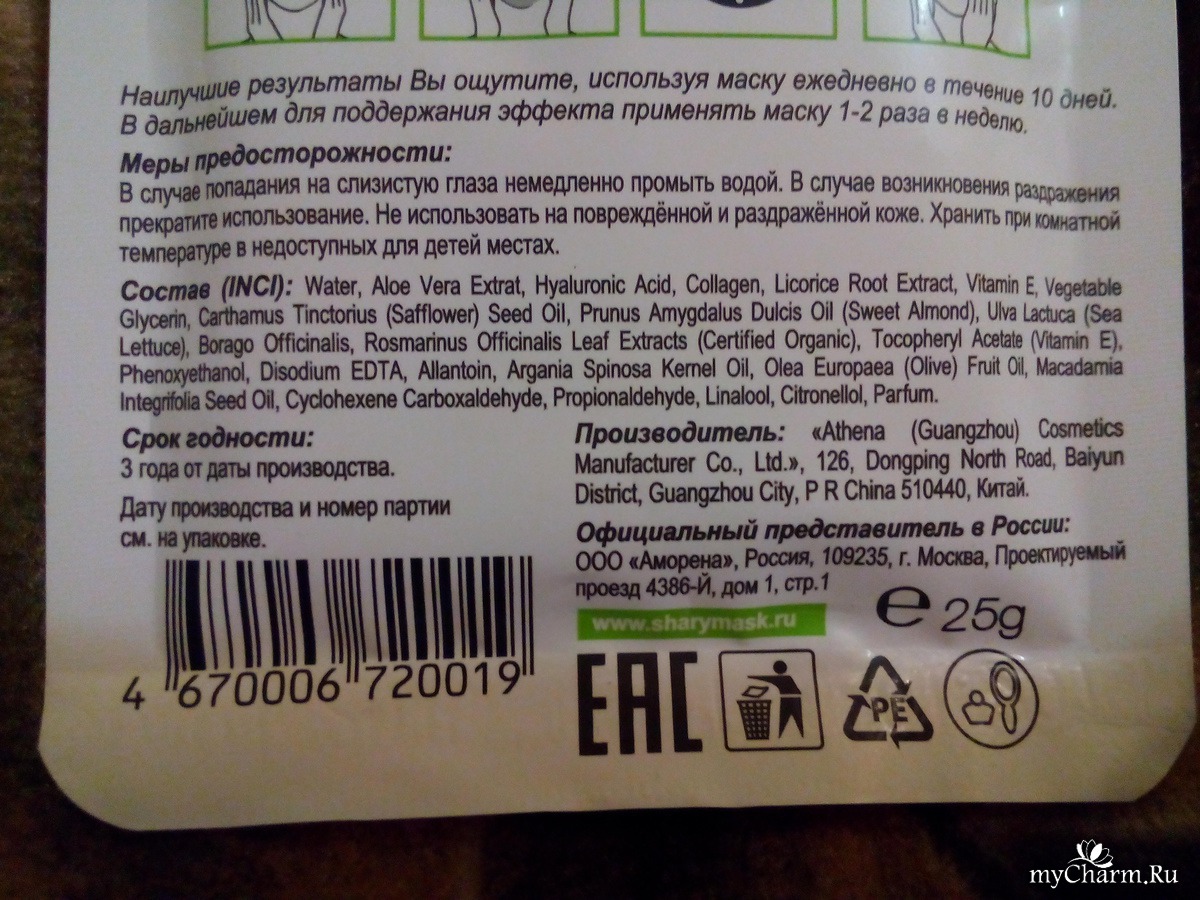 Наилучшие результаты Вы ощутите, используя маску ежедневно в течение 10 дней.
В дальнейшем для поддержания эффекта применять маску 1-2 раза в неделю.
Меры предосторожности:
В случае попадания на слизистую глаза немедленно промыть водой. В случае возникновения раздражения
прекратите использование. Не использовать на повреждённой и раздражённой коже. Хранить при комнатной
температуре в недоступных для детей местах.
Состав (INCI): Water, Aloe Vera Extrat, Hyaluronic Acid, Collagen, Licorice Root Extract, Vitamin E, Vegetable
Glycerin, Carthamus Tinctorius (Safflower) Seed Oil, Prunus Amygdalus Dulcis Oil (Sweet Almond), Ulva Lactuca (Sea
Lettuce), Borago Officinalis, Rosmarinus Officinalis Leaf Extracts (Certified Organic), Tocopheryl Acetate (Vitamin E),
Phenoxyethanol, Disodium EDTA, Allantoin, Argania Spinosa Kernel Oil, Olea Europaea (Olive) Fruit Oil, Macadamia
Integrifolia Seed Oil, Cyclohexene Carboxaldehyde, Propionaldehyde, Linalool, Citronellol, Parfum.
Срок годности:
3 года от даты производства.
Дату производства и номер партии
см. на упаковке.
4 670006 720019
Производитель: «Athena (Guangzhou) Cosmetics
Manufacturer Co., Ltd.», 126, Dongping North Road, Baiyun
District, Guangzhou City, P R China 510440, Китай.
Официальный представитель в России:
ООО «Аморена», Россия, 109235, г. Москва, Проектируемый
проезд 4386-Й, дом 1, стр.1
www.sharymask.ru
e 25g
EAC
PE
myCharm.Ru